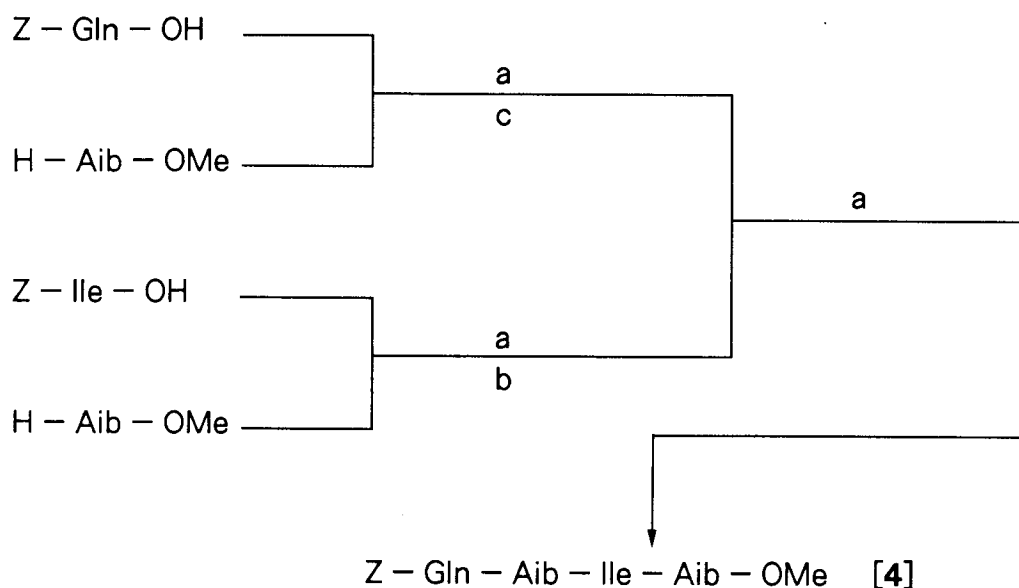 Z – Gln – OH
a
c
H – Aib – OMe
a
Z – Ile – OH
a
b
H – Aib – OMe
Z – Gln – Aib – Ile – Aib – OMe [4]